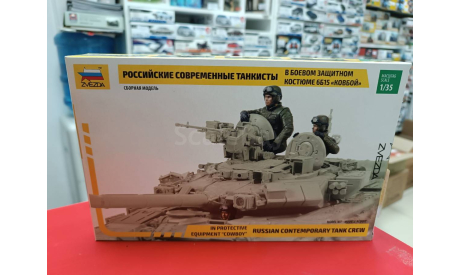 ZVEZDA
РОССИЙСКИЕ СОВРЕМЕННЫЕ ТАНКИСТЫ
СБОРНАЯ МОДЕЛЬ
В БОЕВОМ ЗАЩИТНОМ
КОСТЮМЕ 6Б15 «КОВБОЙ»
1/35
ZVEZDA
IN PROTECTIVE
EQUIPMENT "COWBOY"
RUSSIAN CONTEMPORARY TANK CREW